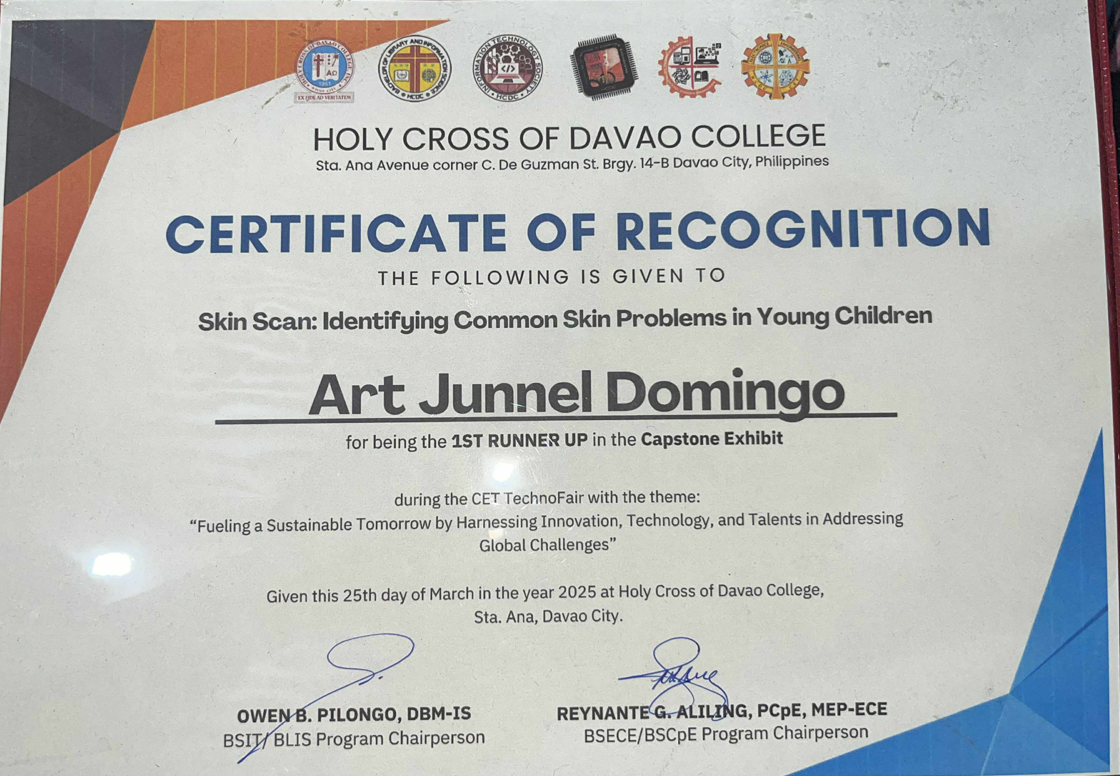 HOLY CROSS OF DAVAO COLLEGE
Sta. Ana Avenue corner C. De Guzman St. Brgy. 14-B Davao City, Philippines
CERTIFICATE OF RECOGNITION
THE FOLLOWING IS GIVEN TO
Skin Scan: Identifying Common Skin Problems in Young Children
Art Junnel Domingo
for being the 1ST RUNNER UP in the Capstone Exhibit
during the CET TechnoFair with the theme:
“Fueling a Sustainable Tomorrow by Harnessing Innovation, Technology, and Talents in Addressing
Global Challenges”
Given this 25th day of March in the year 2025 at Holy Cross of Davao College,
Sta. Ana, Davao City.
OWEN B. PILONGO, DBM-IS
BSIT/ BLIS Program Chairperson
REYNANTE G. ALILING, PCpE, MEP-ECE
BSECE/BSCpE Program Chairperson